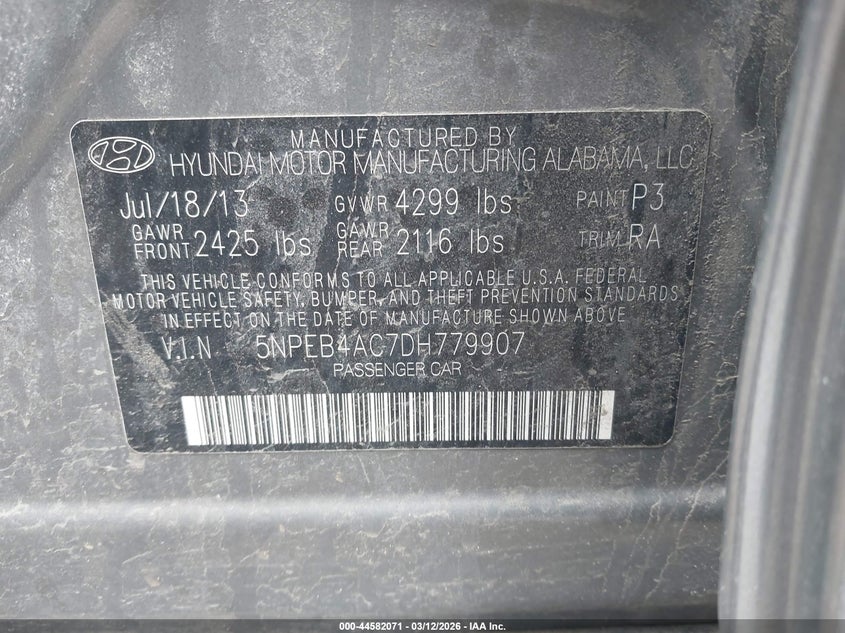 MANUFACTURED BY
HYUNDAI MOTOR MANUFACTURING ALABAMA, LLC
Jul/18/13 GVWR 4299 lbs PAINT P3
GAWR FRONT 2425 lbs GAWR REAR 2116 lbs TRIM RA
THIS VEHICLE CONFORMS TO ALL APPLICABLE U.S.A. FEDERAL
MOTOR VEHICLE SAFETY, BUMPER, AND THEFT PREVENTION STANDARDS
IN EFFECT ON THE DATE OF MANUFACTURE SHOWN ABOVE
V.I.N 5NPEB4AC7DH779907
PASSENGER CAR
000-44582071 - 03/12/2026 - IAA Inc.